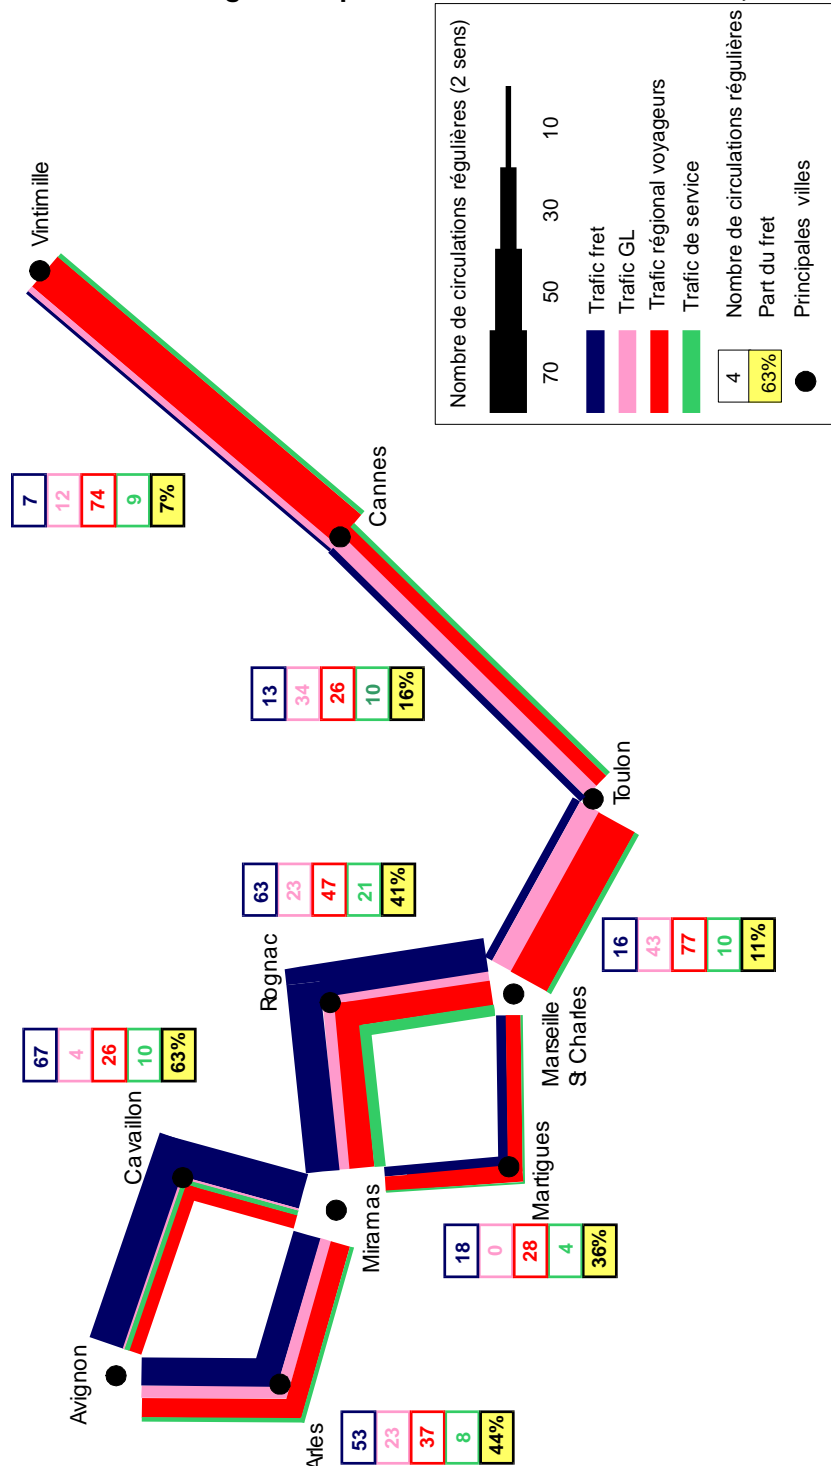 Vintimille
7
12
74
9
7%
Cannes
13
34
26
10
16%
Toulon
63
23
47
21
41%
Rognac
16
43
77
10
11%
Marseille
St Charles
67
4
26
10
63%
Cavaillon
Martigues
18
0
28
4
36%
Miramas
Avignon
Arles
53
23
37
8
44%
Nombre de circulations régulières (2 sens)
70 50 30 10
Trafic fret
Trafic GL
Trafic régional voyageurs
Trafic de service
4 Nombre de circulations régulières
63% Part du fret
Principales villes